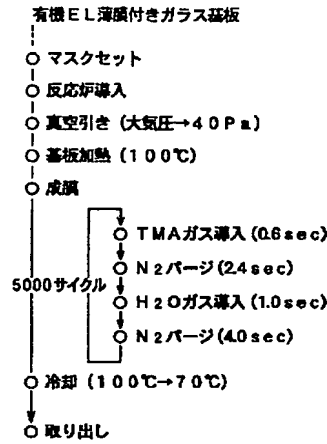 有機EL薄膜付きガラス基板
マスクセット
反応炉導入
真空引き（大気圧→40Pa）
基板加熱（100℃）
成膜
TMAガス導入（0.6sec）
N2パージ（2.4sec）
5000サイクル
H2Oガス導入（1.0sec）
N2パージ（4.0sec）
冷却（100℃→70℃）
取り出し